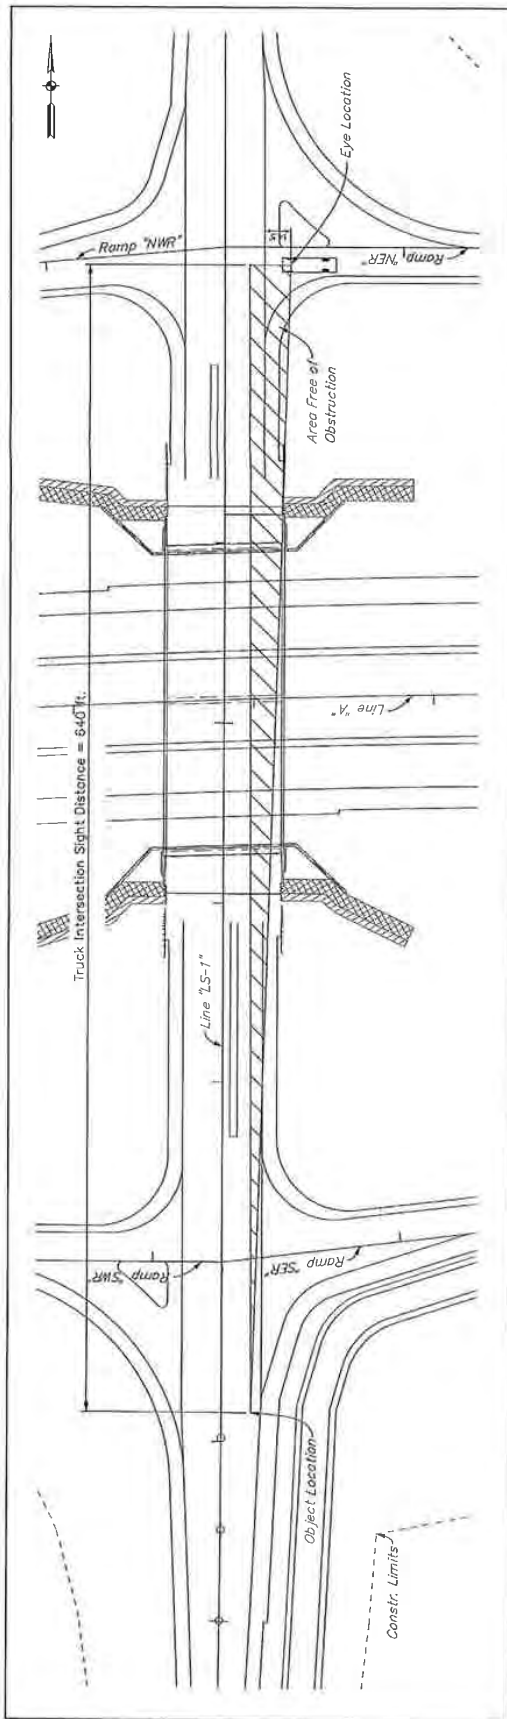 Eye Location
Ramp "NWR"
Ramp "NER"
Area Free of
Obstruction
Line "A"
Truck Intersection Sight Distance = 640 ft.
Line "LS-1"
Ramp "SWR"
Ramp "SER"
Object Location
Constr. Limits